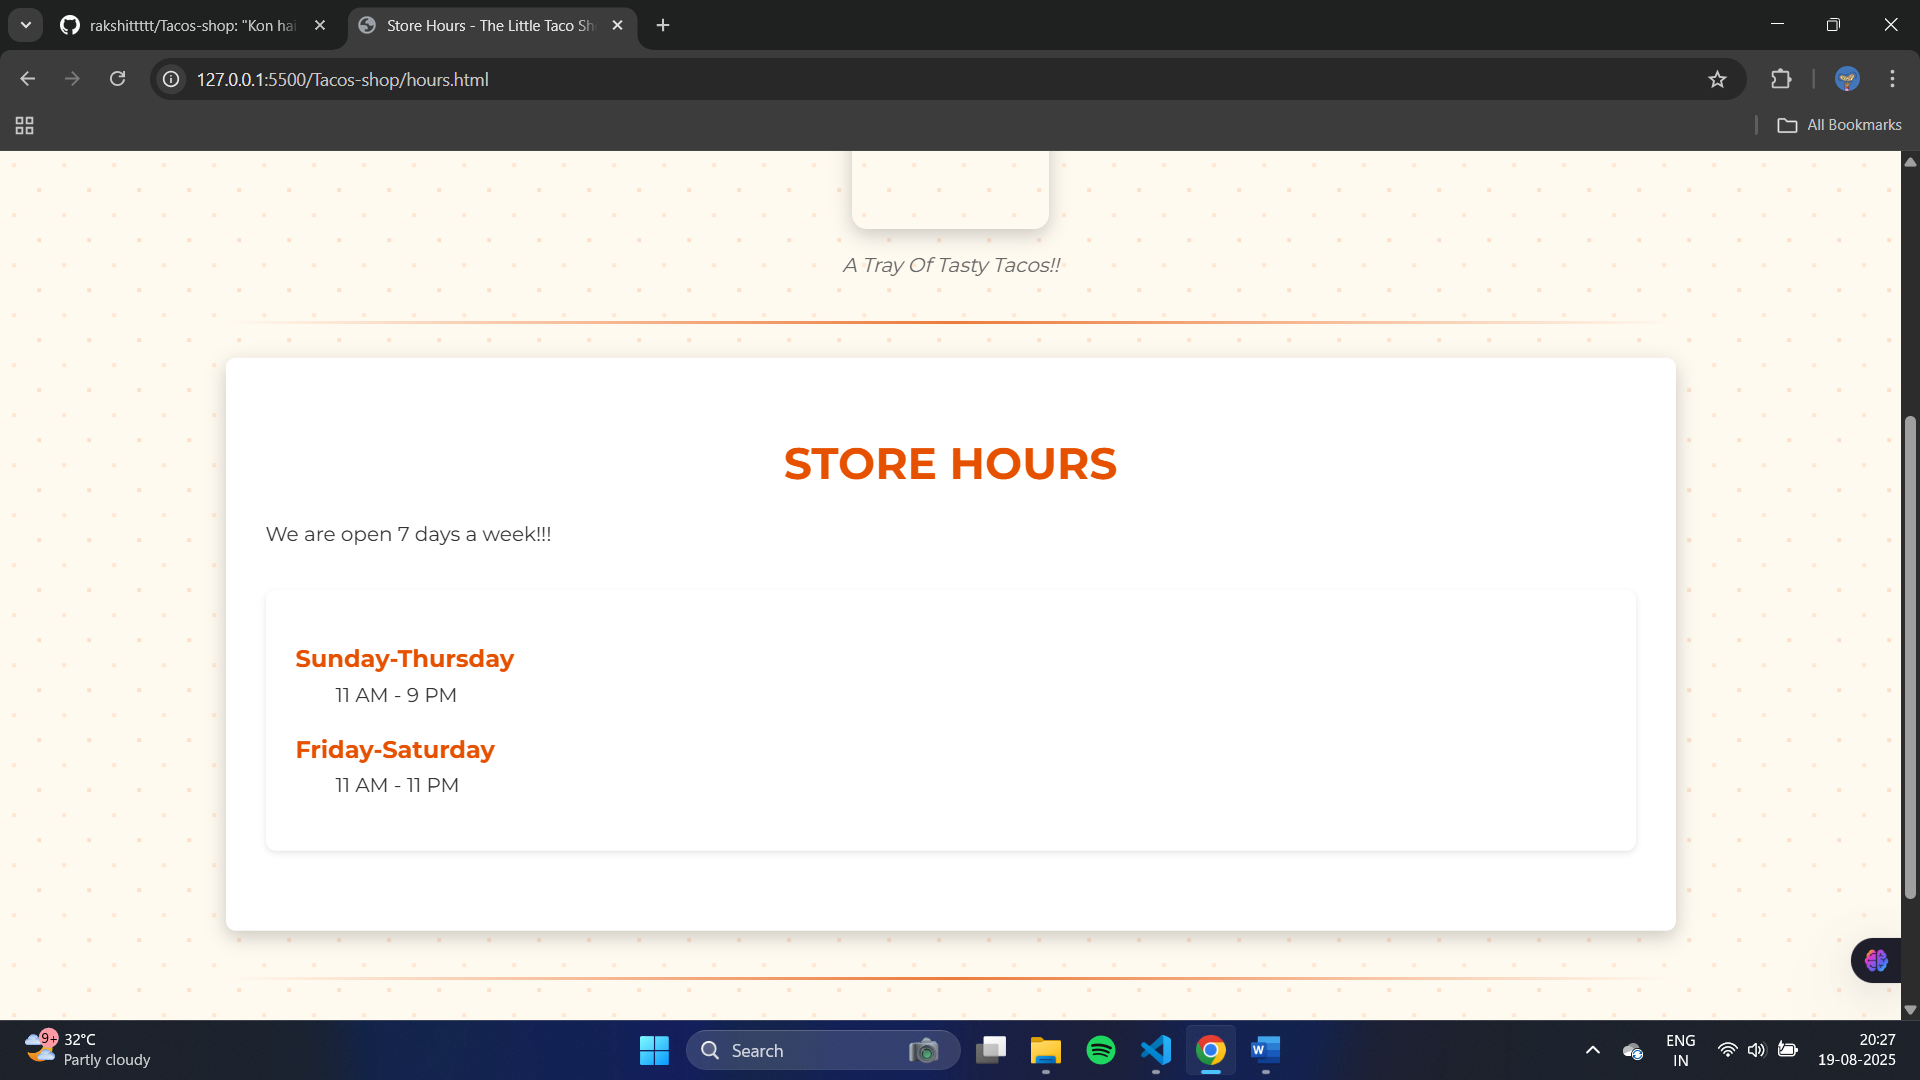 rakshittttt/Tacos-shop: "Kon hai
Store Hours - The Little Taco Sh
127.0.0.1:5500/Tacos-shop/hours.html
All Bookmarks
A Tray Of Tasty Tacos!!
STORE HOURS
We are open 7 days a week!!!
Sunday-Thursday
11 AM - 9 PM
Friday-Saturday
11 AM - 11 PM
9+
32°C
Partly cloudy
Search
W
ENG
IN
20:27
19-08-2025